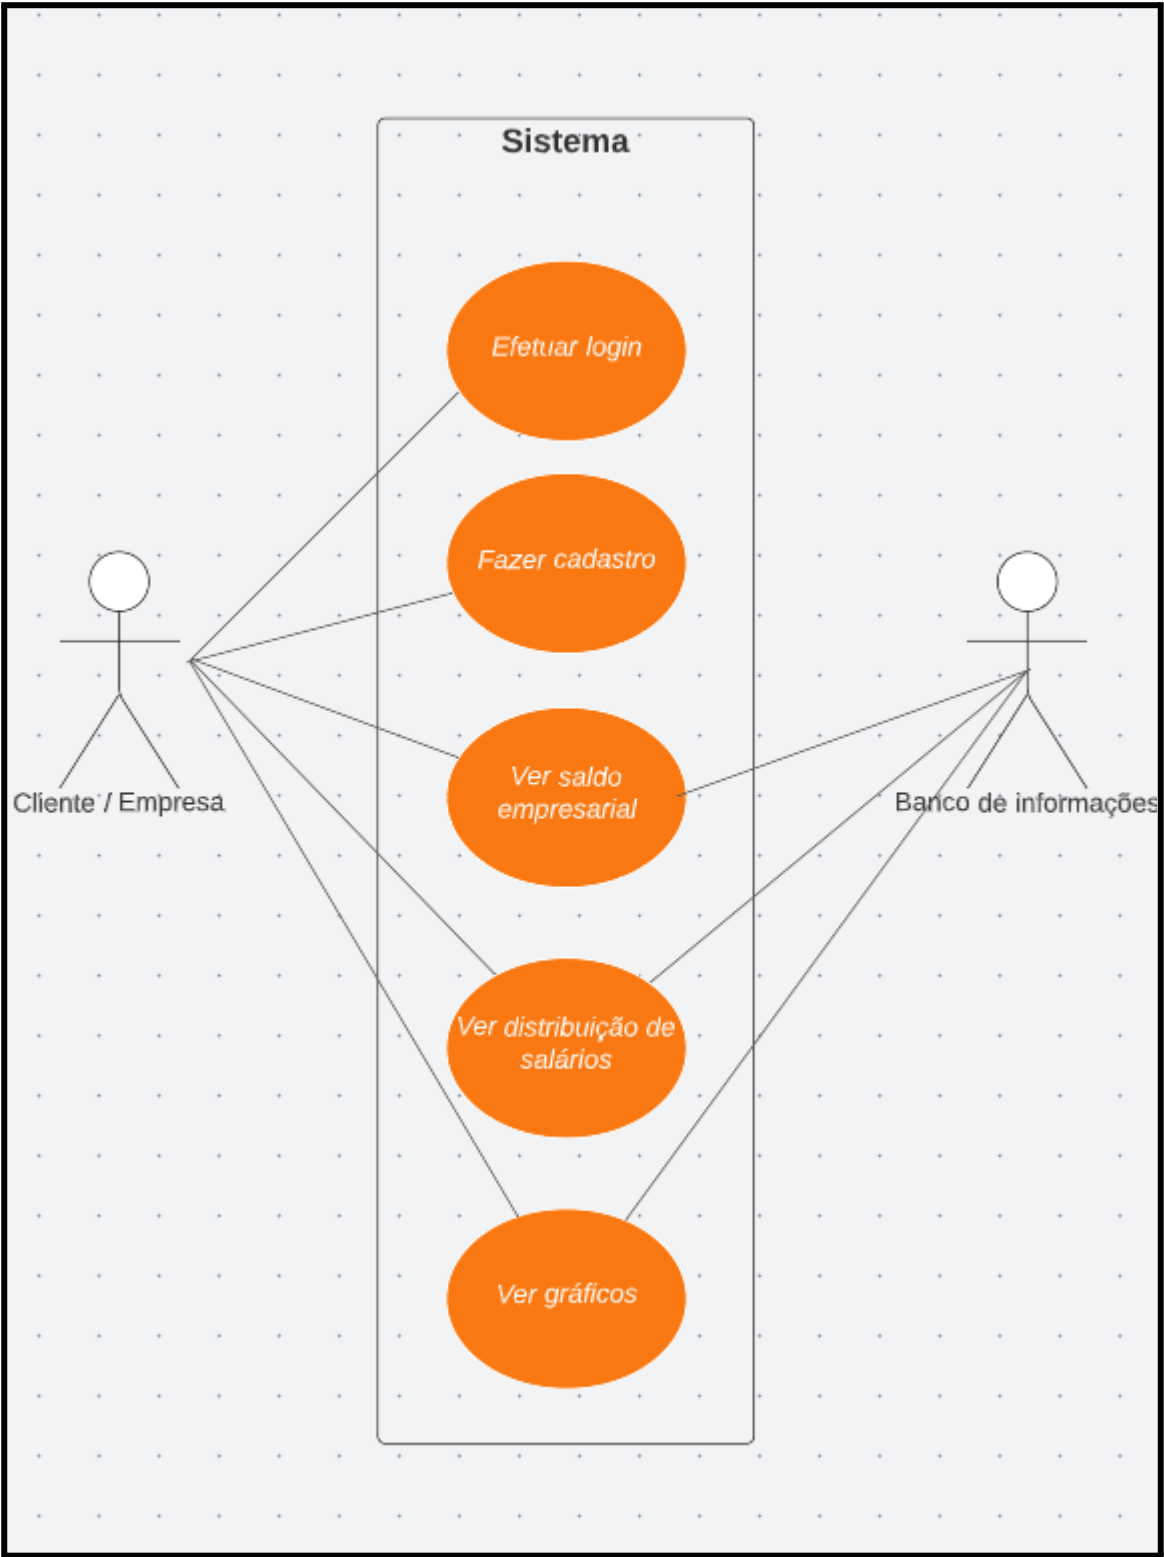 Sistema
Efetuar login
Fazer cadastro
Ver saldo
empresarial
Cliente / Empresa
Banco de informações
Ver distribuição de
salários
Ver gráficos